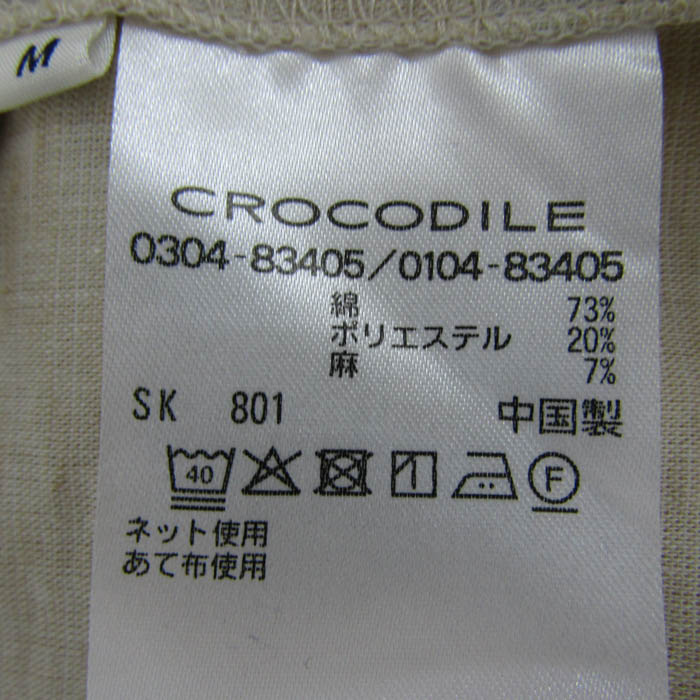 M
CROCODILE
0304-83405/0104-83405
綿 73%
ポリエステル 20%
麻 7%
SK 801 中国製
40 F
ネット使用
あて布使用